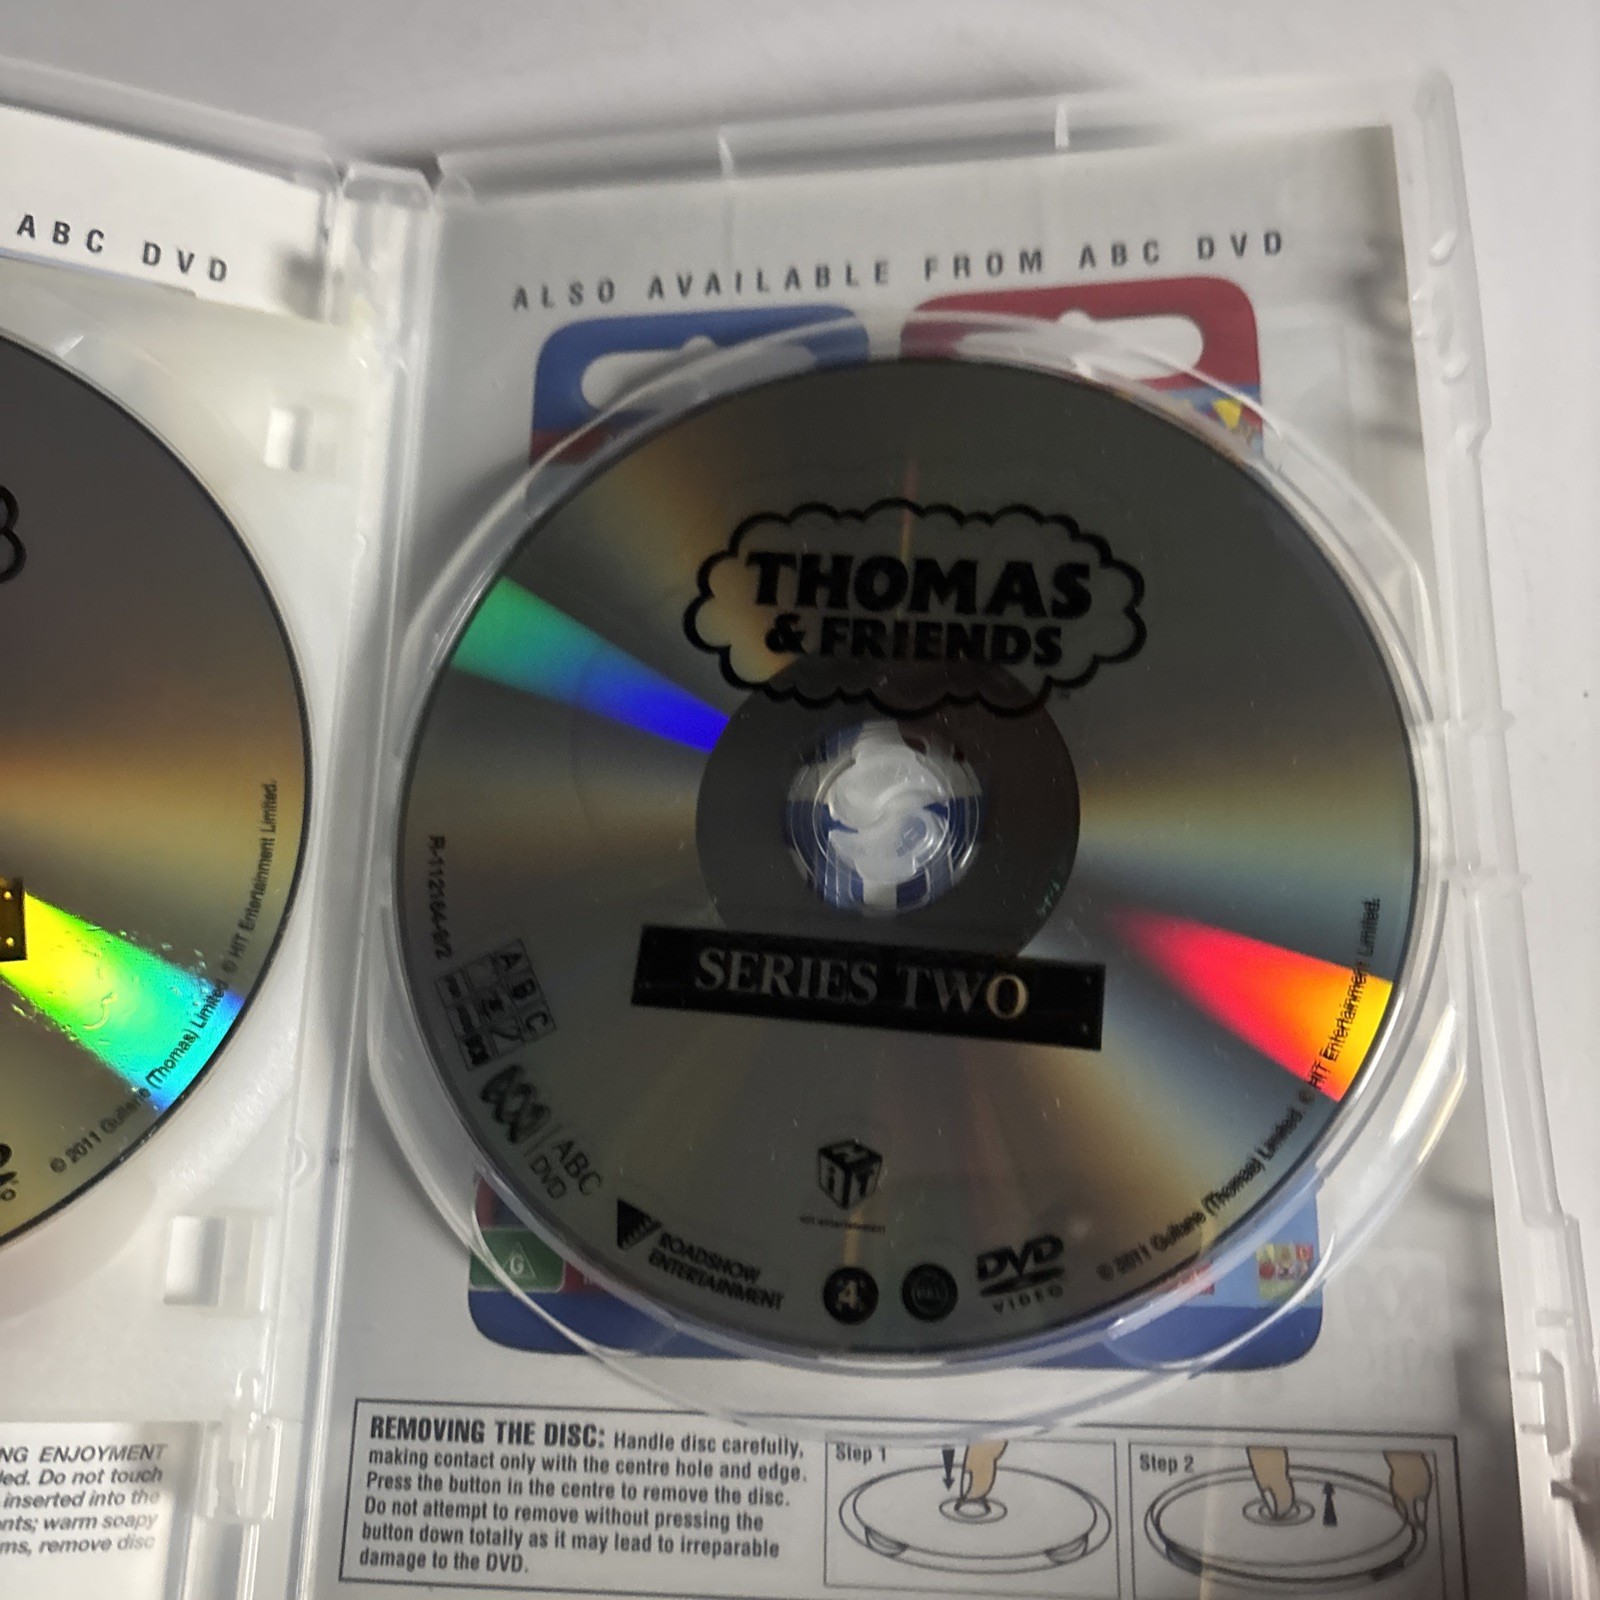 ABC DVD
© 2011 Gullane (Thomas) Limited © HIT Entertainment Limited.
NG ENJOYMENT
led. Do not touch
inserted into the
nts; warm soapy
ms, remove disc
ALSO AVAILABLE FROM ABC DVD
THOMAS
& FRIENDS
SERIES TWO
R-112164-9/2
ABC
ABC
DVD
ROADSHOW
ENTERTAINMENT
HiT
HIT entertainment
4
DVD
VIDEO
© 2011 Gullane (Thomas) Limited. © HIT Entertainment Limited.
G
REMOVING THE DISC: Handle disc carefully,
making contact only with the centre hole and edge.
Press the button in the centre to remove the disc.
Do not attempt to remove without pressing the
button down totally as it may lead to irreparable
damage to the DVD.
Step 1
Step 2